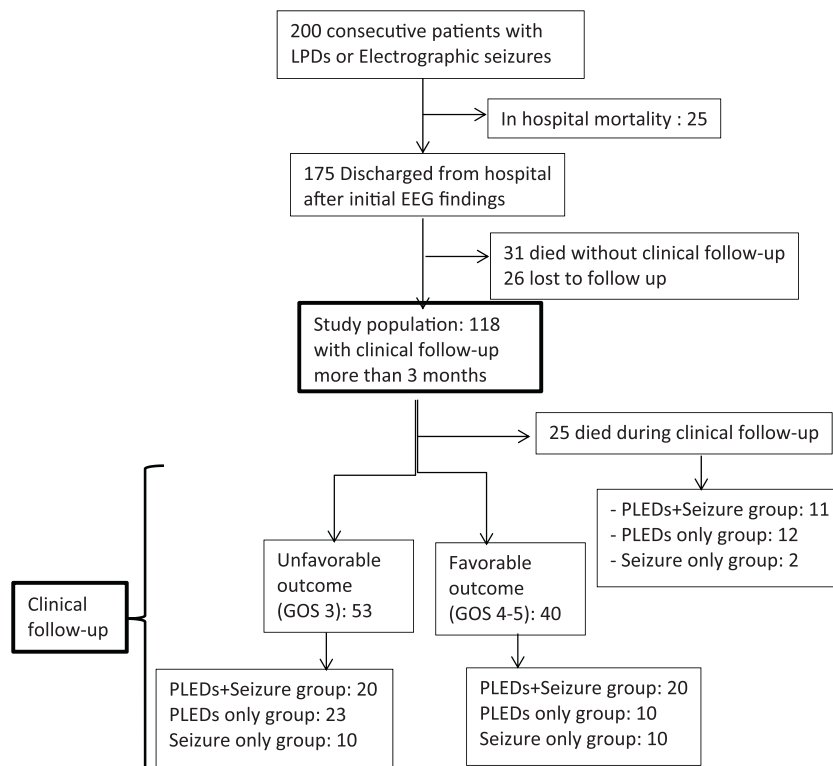 200 consecutive patients with
LPDs or Electrographic seizures
In hospital mortality : 25
175 Discharged from hospital
after initial EEG findings
31 died without clinical follow-up
26 lost to follow up
Study population: 118
with clinical follow-up
more than 3 months
25 died during clinical follow-up
- PLEDs+Seizure group: 11
- PLEDs only group: 12
- Seizure only group: 2
Unfavorable
outcome
(GOS 3): 53
Favorable
outcome
(GOS 4-5): 40
Clinical
follow-up
PLEDs+Seizure group: 20
PLEDs only group: 23
Seizure only group: 10
PLEDs+Seizure group: 20
PLEDs only group: 10
Seizure only group: 10